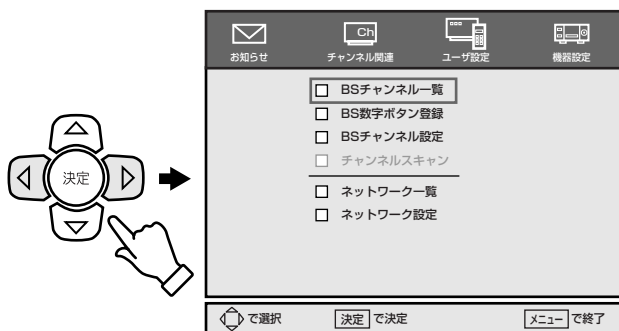 Ch
お知らせ チャンネル関連 ユーザ設定 機器設定
BSチャンネル一覧
BS数字ボタン登録
BSチャンネル設定
チャンネルスキャン
ネットワーク一覧
ネットワーク設定
決定
で選択 決定 で決定 メニュー で終了